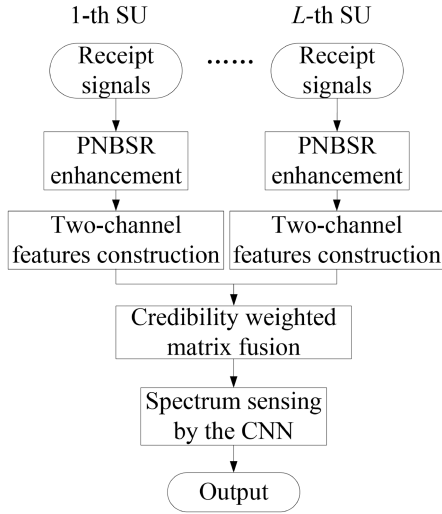 1-th SU
L-th SU
Receipt signals
……
Receipt signals
PNBSR enhancement
PNBSR enhancement
Two-channel features construction
Two-channel features construction
Credibility weighted matrix fusion
Spectrum sensing by the CNN
Output